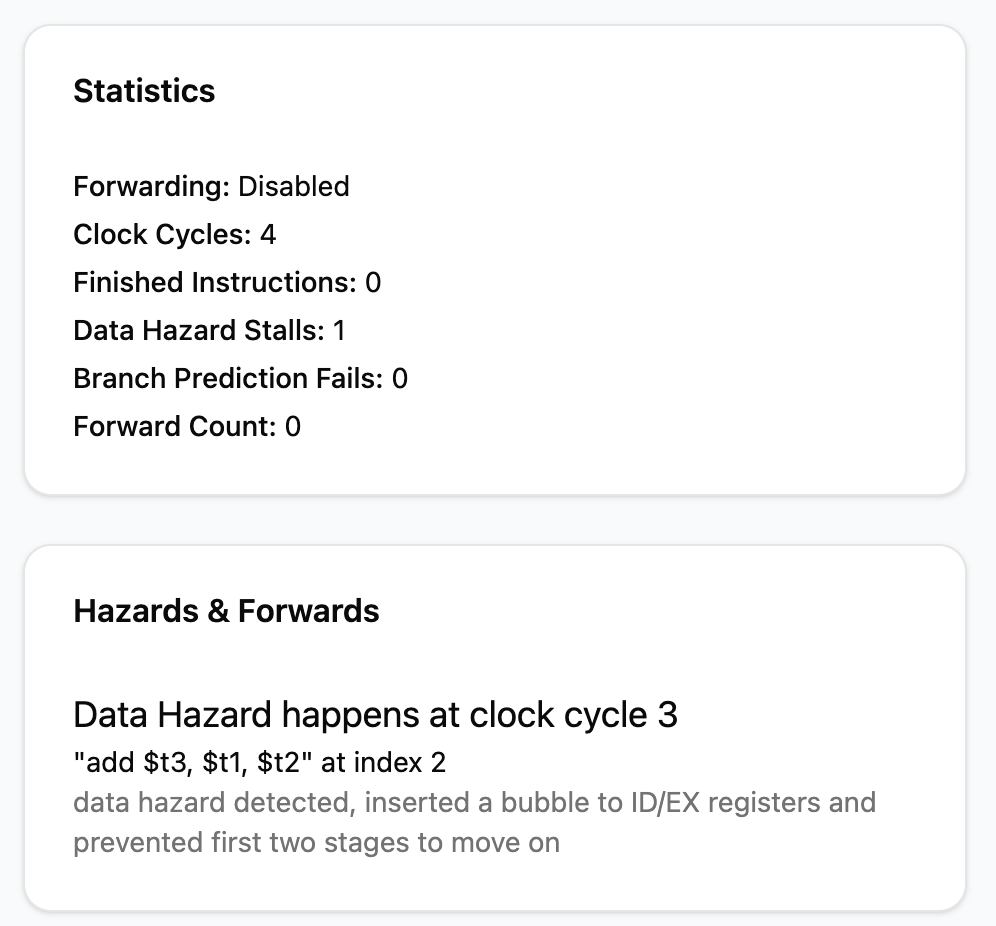 Statistics
Forwarding: Disabled
Clock Cycles: 4
Finished Instructions: 0
Data Hazard Stalls: 1
Branch Prediction Fails: 0
Forward Count: 0
Hazards & Forwards
Data Hazard happens at clock cycle 3
"add $t3, $t1, $t2" at index 2
data hazard detected, inserted a bubble to ID/EX registers and
prevented first two stages to move on